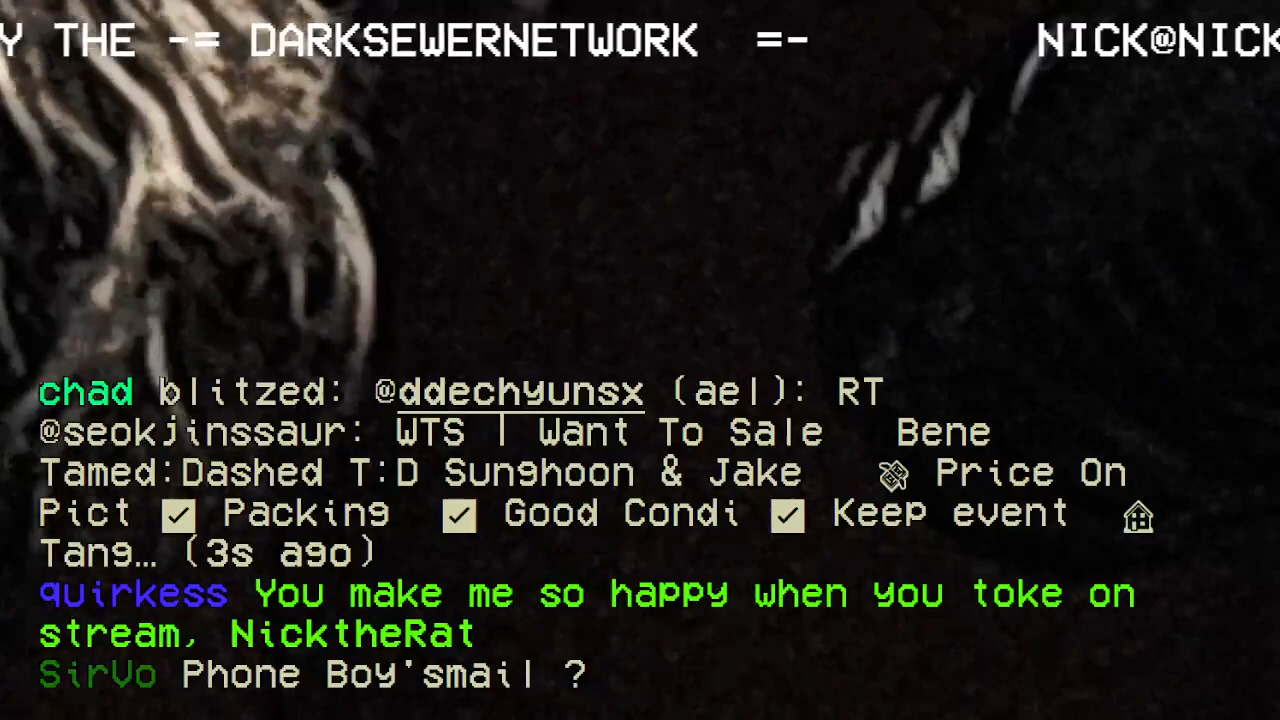 Y THE -= DARKSEWERNETWORK =- NICK@NICK
chad blitzed: @ddechyunsx (ael): RT
@seokjinssaur: WTS | Want To Sale Bene
Tamed:Dashed T:D Sunghoon & Jake 💸 Price On
Pict ✅ Packing ✅ Good Condi ✅ Keep event 🏠
Tang… (3s ago)
quirkess You make me so happy when you toke on
stream, NicktheRat
SirVo Phone Boy'smail ?